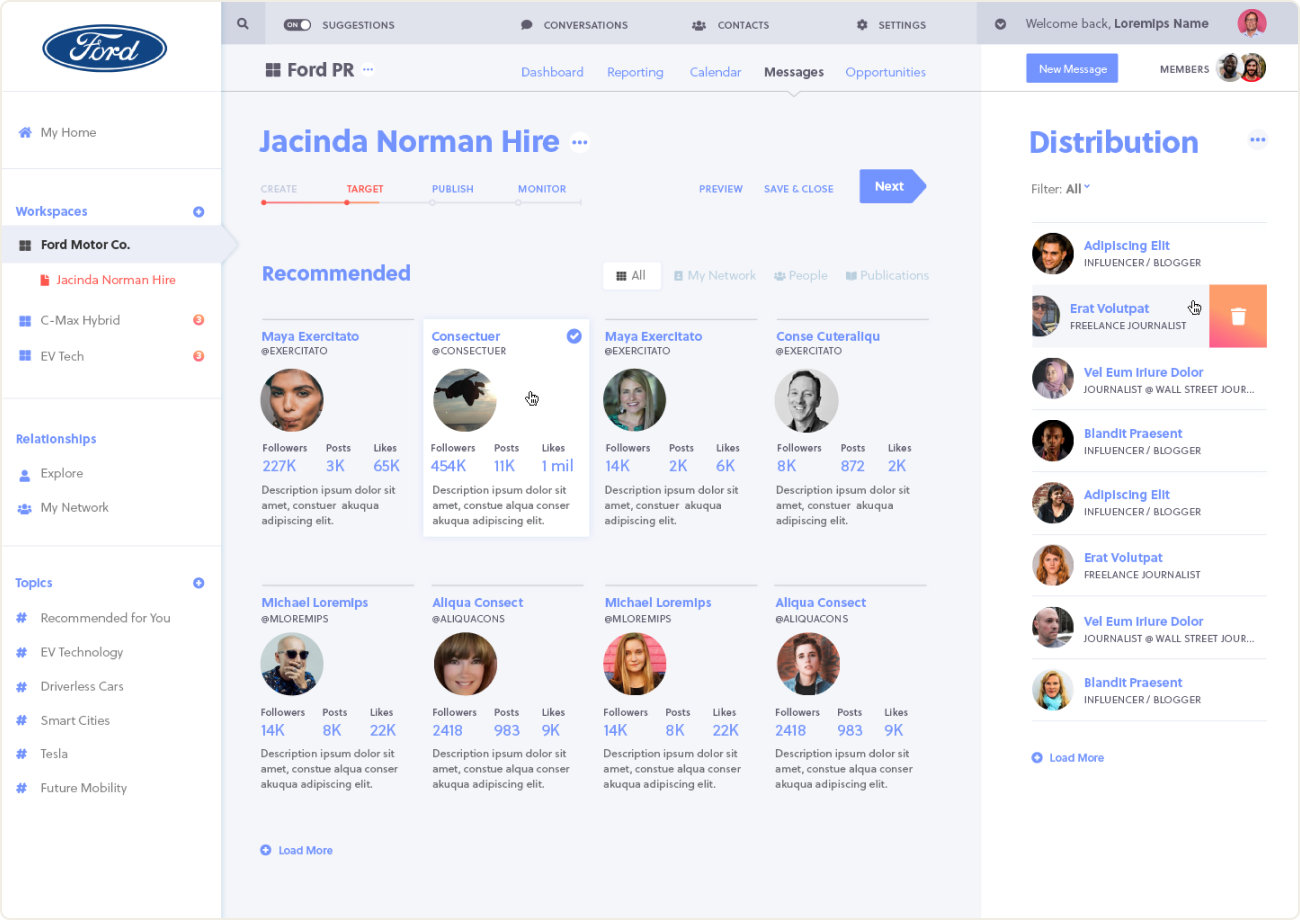 Ford
ON SUGGESTIONS
CONVERSATIONS
CONTACTS
SETTINGS
Welcome back, Loremips Name
Ford PR
Dashboard
Reporting
Calendar
Messages
Opportunities
New Message
MEMBERS
My Home
Workspaces
Ford Motor Co.
Jacinda Norman Hire
C-Max Hybrid 3
EV Tech 3
Relationships
Explore
My Network
Topics
# Recommended for You
# EV Technology
# Driverless Cars
# Smart Cities
# Tesla
# Future Mobility
Jacinda Norman Hire
CREATE TARGET PUBLISH MONITOR
PREVIEW SAVE & CLOSE Next
Recommended
All My Network People Publications
Maya Exercitato
@EXERCITATO
Followers Posts Likes
227K 3K 65K
Description ipsum dolor sit
amet, constuer akuqua
adipiscing elit.
Consectuer
@CONSECTUER
Followers Posts Likes
454K 11K 1 mil
Description ipsum dolor sit
amet, constue alqua conser
akuqua adipiscing elit.
Maya Exercitato
@EXERCITATO
Followers Posts Likes
14K 2K 6K
Description ipsum dolor sit
amet, constuer akuqua
adipiscing elit.
Conse Cuteraliqu
@EXERCITATO
Followers Posts Likes
8K 872 2K
Description ipsum dolor sit
amet, constuer akuqua
adipiscing elit.
Michael Loremips
@MLOREMIPS
Followers Posts Likes
14K 8K 22K
Description ipsum dolor sit
amet, constue alqua conser
akuqua adipiscing elit.
Aliqua Consect
@ALIQUACONS
Followers Posts Likes
2418 983 9K
Description ipsum dolor sit
amet, constue alqua conser
akuqua adipiscing elit.
Michael Loremips
@MLOREMIPS
Followers Posts Likes
14K 8K 22K
Description ipsum dolor sit
amet, constue alqua conser
akuqua adipiscing elit.
Aliqua Consect
@ALIQUACONS
Followers Posts Likes
2418 983 9K
Description ipsum dolor sit
amet, constue alqua conser
akuqua adipiscing elit.
Load More
Distribution
Filter: All
Adipiscing Elit
INFLUENCER / BLOGGER
Erat Volutpat
FREELANCE JOURNALIST
Vel Eum Iriure Dolor
JOURNALIST @ WALL STREET JOUR...
Blandit Praesent
INFLUENCER / BLOGGER
Adipiscing Elit
INFLUENCER / BLOGGER
Erat Volutpat
FREELANCE JOURNALIST
Vel Eum Iriure Dolor
JOURNALIST @ WALL STREET JOUR...
Blandit Praesent
INFLUENCER / BLOGGER
Load More